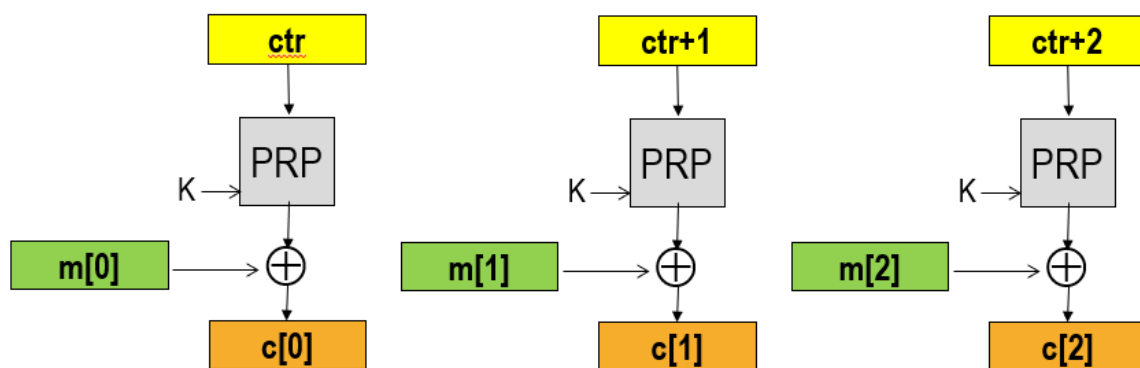 ctr
ctr+1
ctr+2
PRP
PRP
PRP
K
K
K
m[0]
m[1]
m[2]
c[0]
c[1]
c[2]